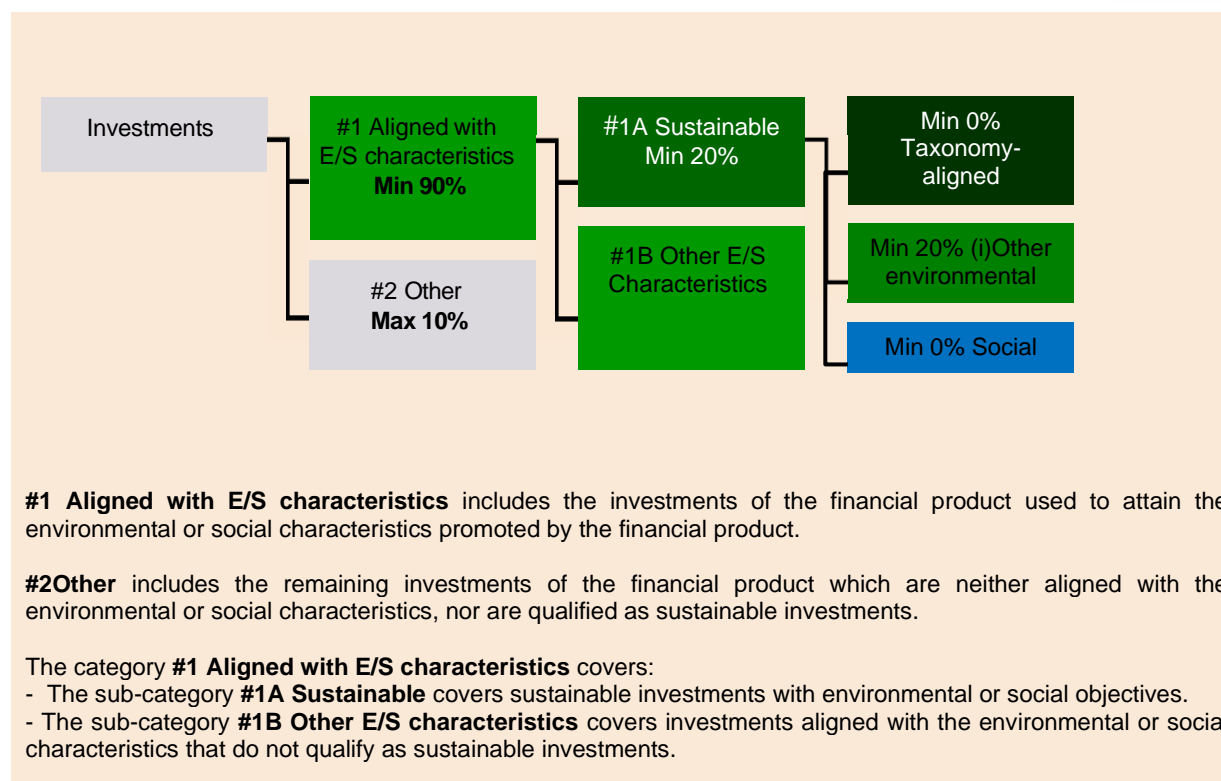 Investments
#1 Aligned with
E/S characteristics
Min 90%
#2 Other
Max 10%
#1A Sustainable
Min 20%
#1B Other E/S
Characteristics
Min 0%
Taxonomy-
aligned
Min 20% (i)Other
environmental
Min 0% Social
#1 Aligned with E/S characteristics includes the investments of the financial product used to attain the
environmental or social characteristics promoted by the financial product.
#2Other includes the remaining investments of the financial product which are neither aligned with the
environmental or social characteristics, nor are qualified as sustainable investments.
The category #1 Aligned with E/S characteristics covers:
- The sub-category #1A Sustainable covers sustainable investments with environmental or social objectives.
- The sub-category #1B Other E/S characteristics covers investments aligned with the environmental or social
characteristics that do not qualify as sustainable investments.